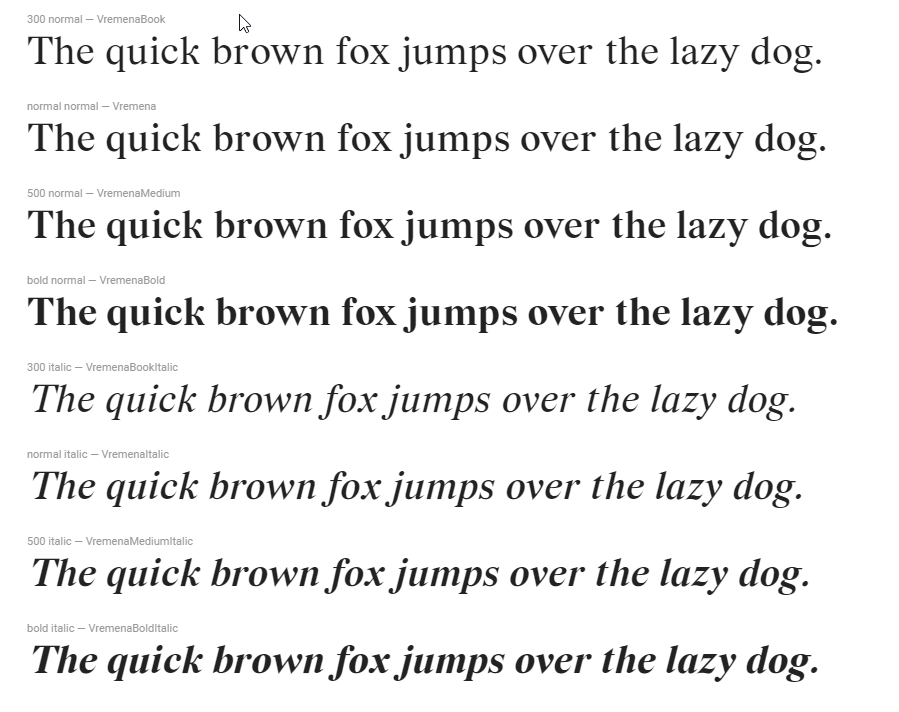 300 normal — VremenaBook
The quick brown fox jumps over the lazy dog.
normal normal — Vremena
The quick brown fox jumps over the lazy dog.
500 normal — VremenaMedium
The quick brown fox jumps over the lazy dog.
bold normal — VremenaBold
The quick brown fox jumps over the lazy dog.
300 italic — VremenaBookItalic
The quick brown fox jumps over the lazy dog.
normal italic — VremenaItalic
The quick brown fox jumps over the lazy dog.
500 italic — VremenaMediumItalic
The quick brown fox jumps over the lazy dog.
bold italic — VremenaBoldItalic
The quick brown fox jumps over the lazy dog.